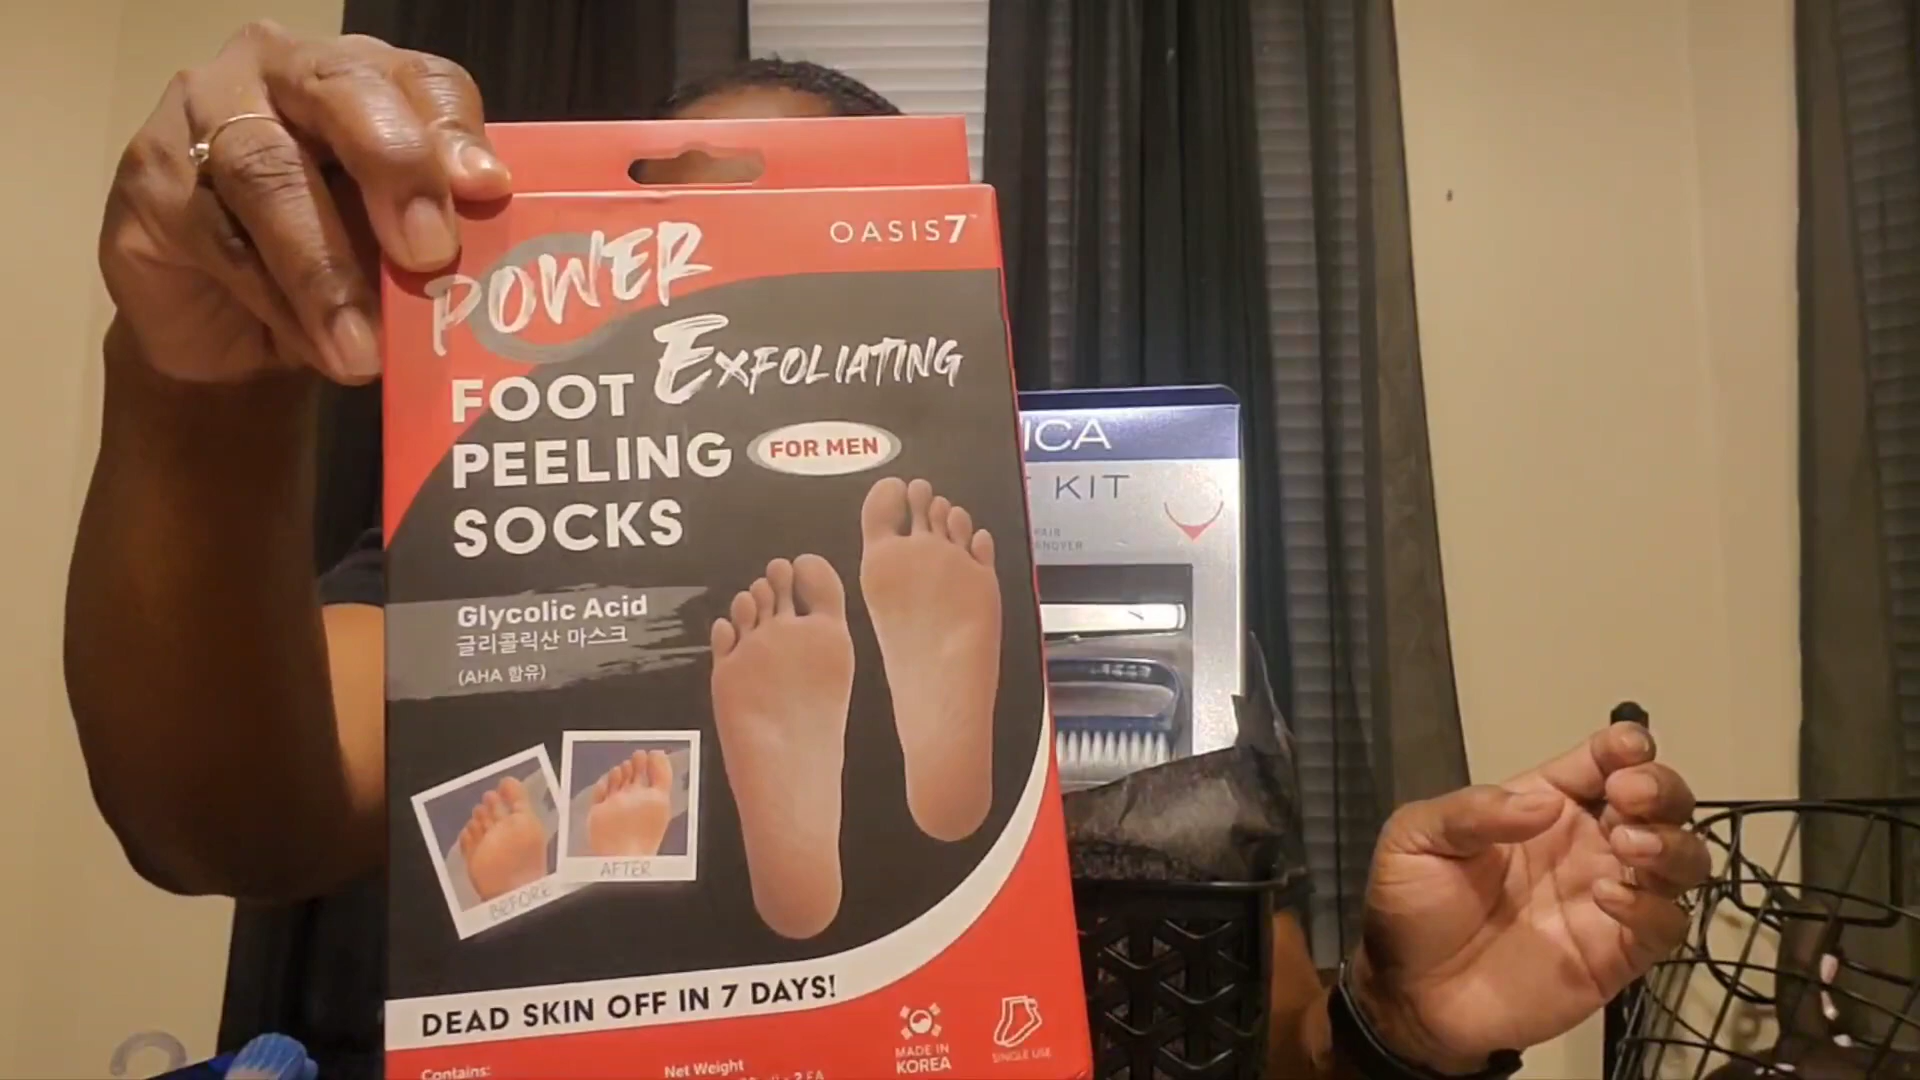 OASIS7
POWER
EXFOLIATING
FOOT
PEELING
SOCKS
FOR MEN
Glycolic Acid
글리콜릭산 마스크
(AHA 함유)
BEFORE
AFTER
DEAD SKIN OFF IN 7 DAYS!
MADE IN
KOREA
SINGLE USE
Contains:
Net Weight
2 EA
ICA
KIT